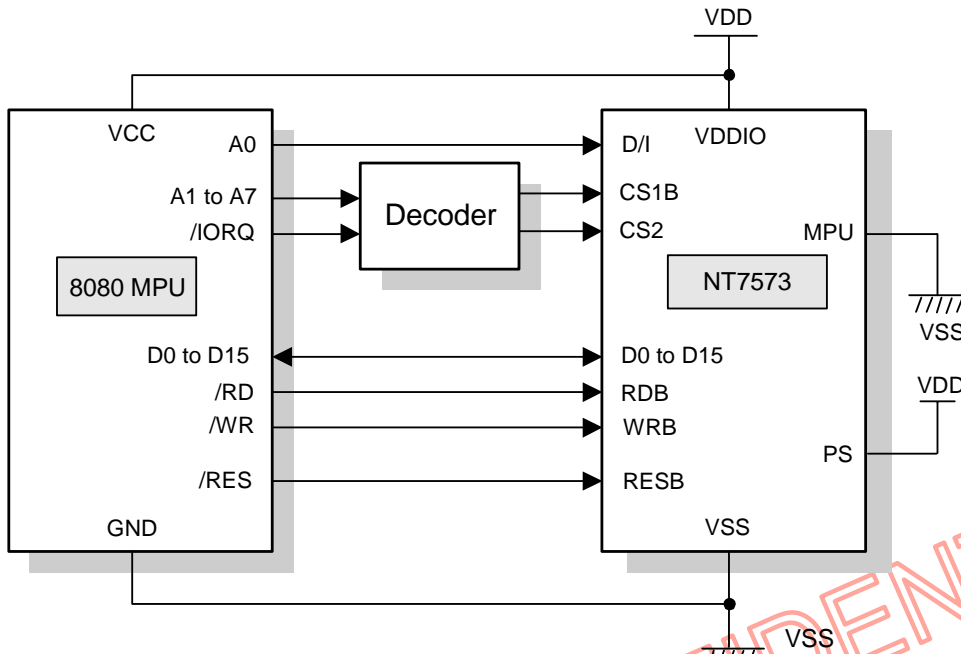 VDD
VCC
VDDIO
A0
D/I
A1 to A7
CS1B
/IORQ
Decoder
CS2
MPU
8080 MPU
NT7573
VSS
D0 to D15
D0 to D15
VDD
/RD
RDB
/WR
WRB
PS
/RES
RESB
GND
VSS
VSS